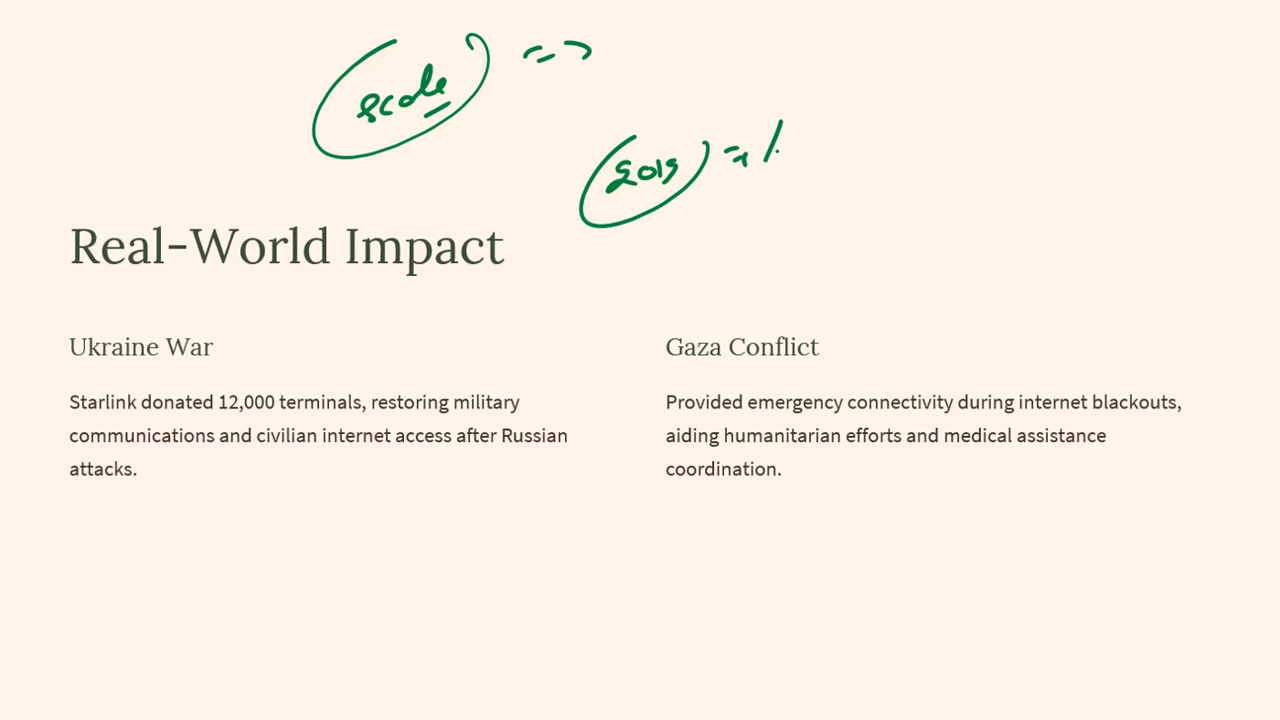 scale =>
2019 => %
Real-World Impact
Ukraine War
Starlink donated 12,000 terminals, restoring military
communications and civilian internet access after Russian
attacks.
Gaza Conflict
Provided emergency connectivity during internet blackouts,
aiding humanitarian efforts and medical assistance
coordination.